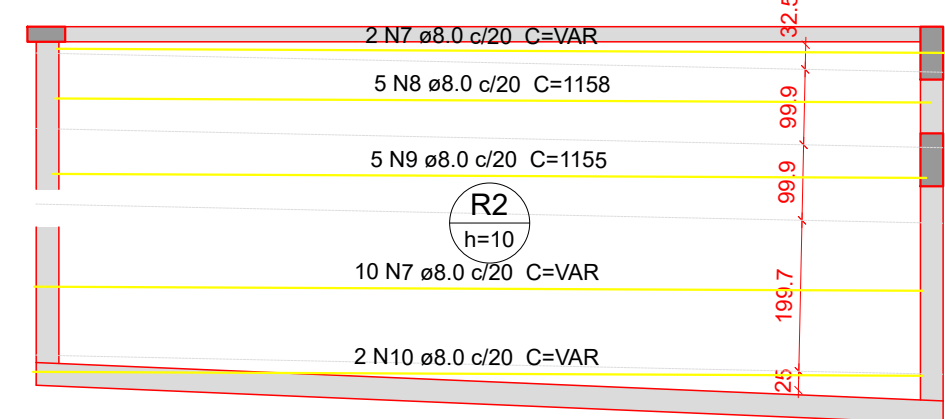 32.5
2 N7 ø8.0 c/20 C=VAR
5 N8 ø8.0 c/20 C=1158
99.9
5 N9 ø8.0 c/20 C=1155
99.9
R2
h=10
10 N7 ø8.0 c/20 C=VAR
199.7
2 N10 ø8.0 c/20 C=VAR
25